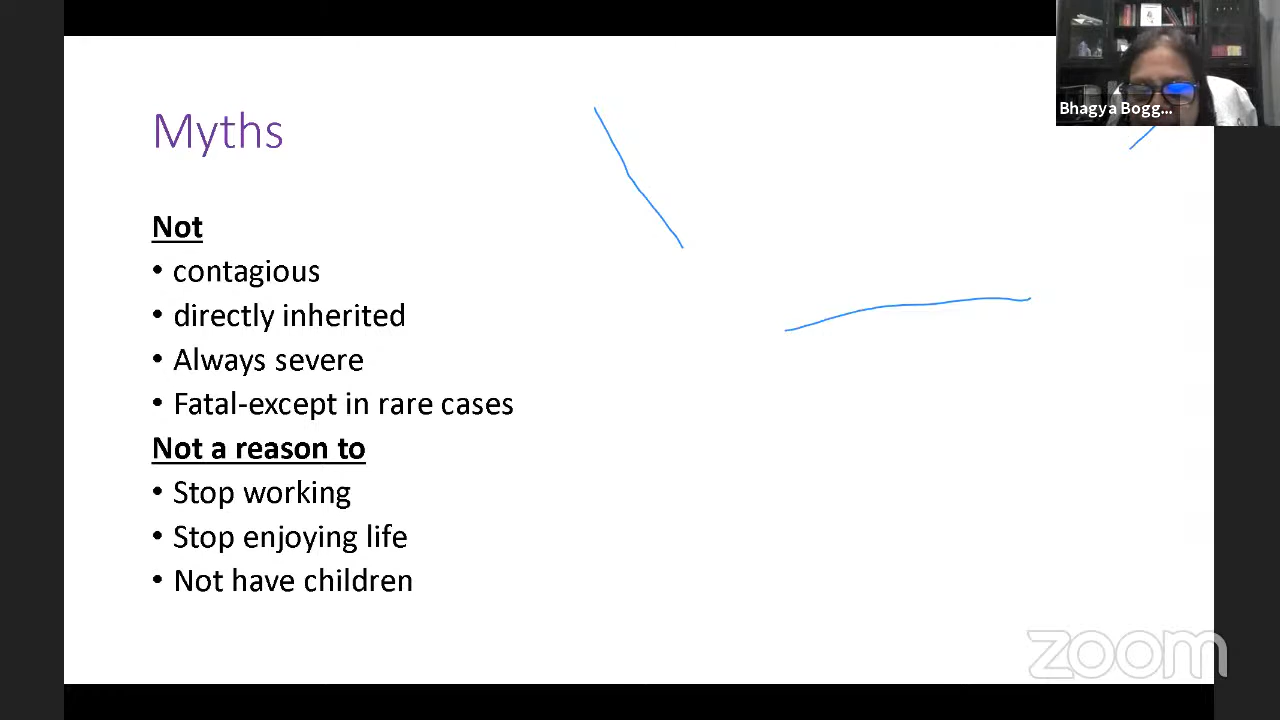 Bhagya Bogg...
Myths
Not
• contagious
• directly inherited
• Always severe
• Fatal-except in rare cases
Not a reason to
• Stop working
• Stop enjoying life
• Not have children
zoom